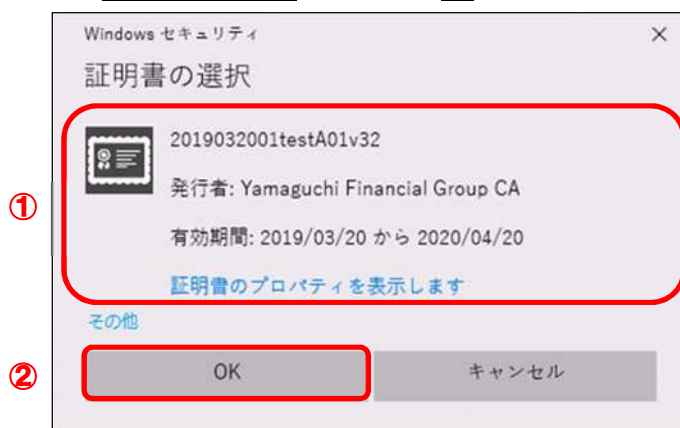 Windows セキュリティ
証明書の選択
①
2019032001testA01v32
発行者: Yamaguchi Financial Group CA
有効期間: 2019/03/20 から 2020/04/20
証明書のプロパティを表示します
その他
②
OK
キャンセル